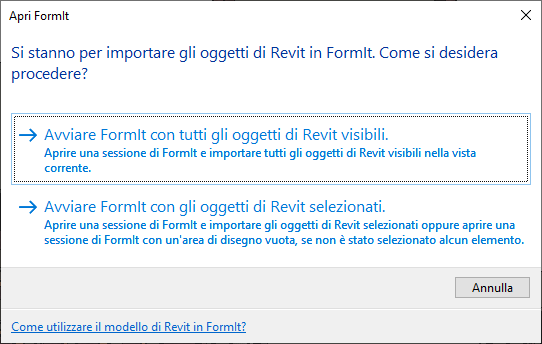 Apri FormIt
Si stanno per importare gli oggetti di Revit in FormIt. Come si desidera
procedere?
Avviare FormIt con tutti gli oggetti di Revit visibili.
Aprire una sessione di FormIt e importare tutti gli oggetti di Revit visibili nella vista
corrente.
Avviare FormIt con gli oggetti di Revit selezionati.
Aprire una sessione di FormIt e importare gli oggetti di Revit selezionati oppure aprire una
sessione di FormIt con un'area di disegno vuota, se non è stato selezionato alcun elemento.
Annulla
Come utilizzare il modello di Revit in FormIt?